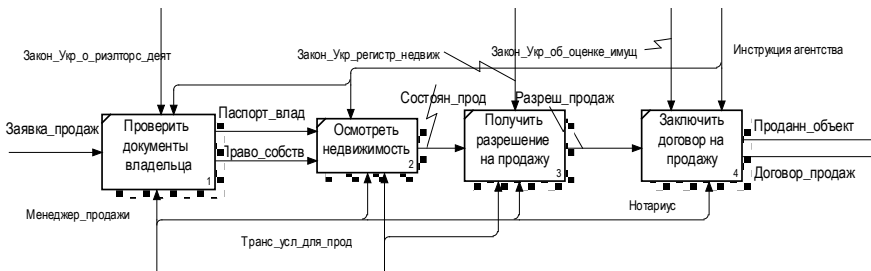 Закон_Укр_о_риэлторс_деят
Закон_Укр_регистр_недвиж
Закон_Укр_об_оценке_имущ
Инструкция агентства
Заявка_продаж
Проверить
документы
владельца
1
Паспорт_влад
Право_собств
Осмотреть
недвижимость
2
Состоян_прод
Получить
разрешение
на продажу
3
Разреш_продаж
Заключить
договор на
продажу
4
Проданн_объект
Договор_продаж
Менеджер_продажи
Транс_усл_для_прод
Нотариус